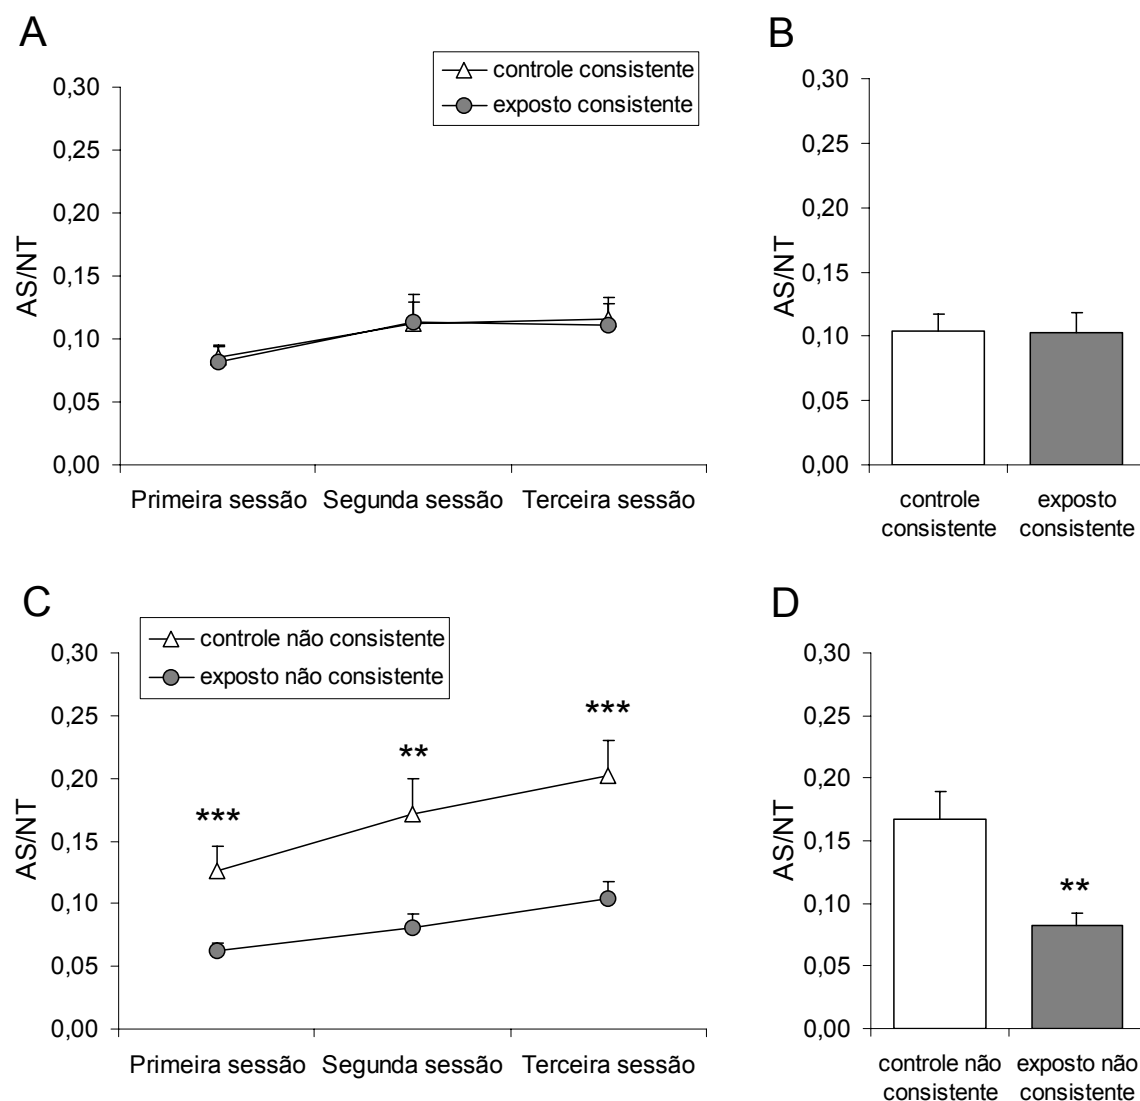 A
controle consistente
exposto consistente
0,30
0,25
0,20
0,15
0,10
0,05
0,00
AS/NT
Primeira sessão Segunda sessão Terceira sessão
B
0,30
0,25
0,20
0,15
0,10
0,05
0,00
AS/NT
controle consistente
exposto consistente
C
controle não consistente
exposto não consistente
0,30
0,25
0,20
0,15
0,10
0,05
0,00
AS/NT
***
**
***
Primeira sessão Segunda sessão Terceira sessão
D
0,30
0,25
0,20
0,15
0,10
0,05
0,00
AS/NT
**
controle não consistente
exposto não consistente